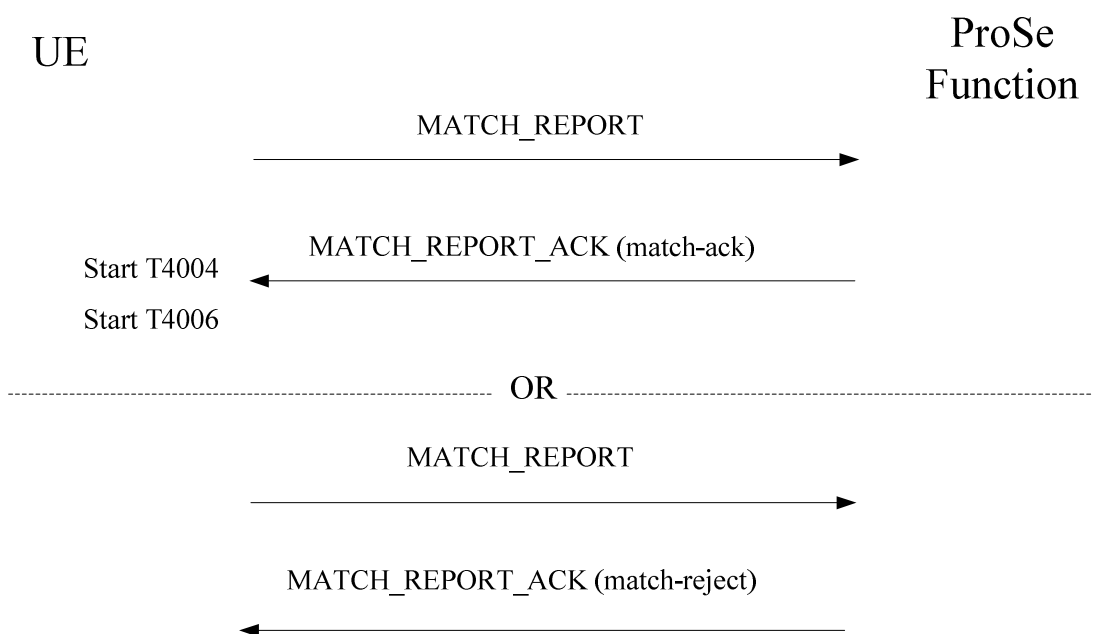 UE
ProSe
Function
MATCH_REPORT
MATCH_REPORT_ACK (match-ack)
Start T4004
Start T4006
OR
MATCH_REPORT
MATCH_REPORT_ACK (match-reject)